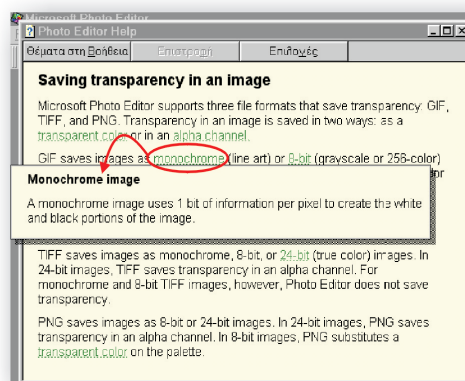 Microsoft Photo Editor
Photo Editor Help
Θέματα στη Βοήθεια Επιστροφή Επιλογές
Saving transparency in an image
Microsoft Photo Editor supports three file formats that save transparency: GIF,
TIFF, and PNG. Transparency in an image is saved in two ways: as a
transparent color or in an alpha channel.
GIF saves images as monochrome (line art) or 8-bit (grayscale or 256-color)
Monochrome image
A monochrome image uses 1 bit of information per pixel to create the white
and black portions of the image.
TIFF saves images as monochrome, 8-bit, or 24-bit (true color) images. In
24-bit images, TIFF saves transparency in an alpha channel. For
monochrome and 8-bit TIFF images, however, Photo Editor does not save
transparency.
PNG saves images as 8-bit or 24-bit images. In 24-bit images, PNG saves
transparency in an alpha channel. In 8-bit images, PNG substitutes a
transparent color on the palette.